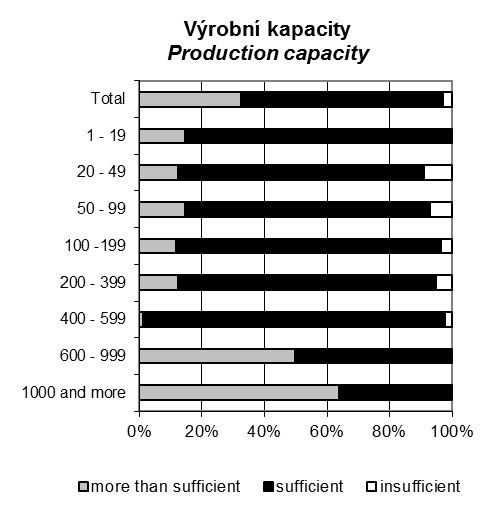 Výrobní kapacity
Production capacity
Total
1 - 19
20 - 49
50 - 99
100 -199
200 - 399
400 - 599
600 - 999
1000 and more
0% 20% 40% 60% 80% 100%
more than sufficient sufficient insufficient